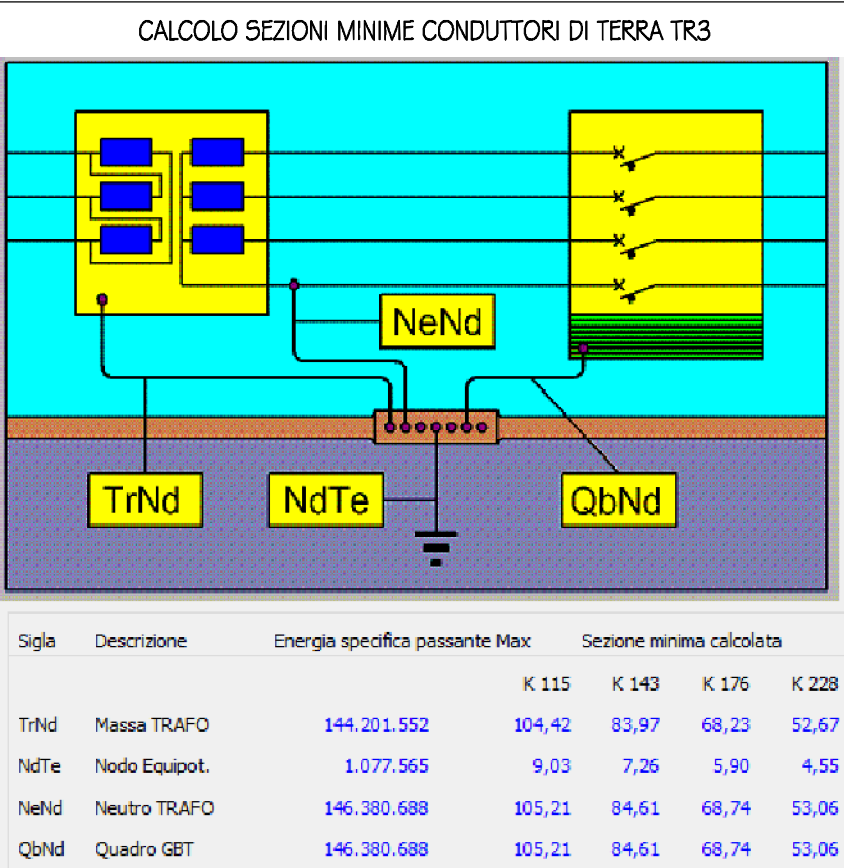 CALCOLO SEZIONI MINIME CONDUTTORI DI TERRA TR3
NeNd
TrNd
NdTe
QbNd
Sigla Descrizione Energia specifica passante Max Sezione minima calcolata
K 115 K 143 K 176 K 228
TrNd Massa TRAFO 144.201.552 104,42 83,97 68,23 52,67
NdTe Nodo Equipot. 1.077.565 9,03 7,26 5,90 4,55
NeNd Neutro TRAFO 146.380.688 105,21 84,61 68,74 53,06
QbNd Quadro GBT 146.380.688 105,21 84,61 68,74 53,06